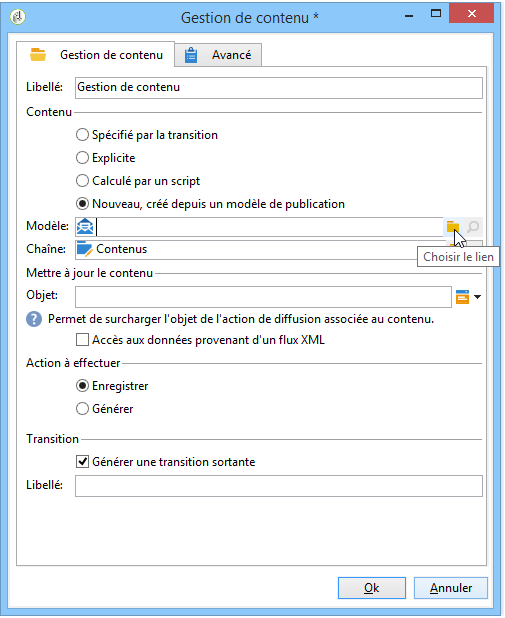 Gestion de contenu *
Gestion de contenu
Avancé
Libellé: Gestion de contenu
Contenu
Spécifié par la transition
Explicite
Calculé par un script
Nouveau, créé depuis un modèle de publication
Modèle:
Chaîne: Contenus
Choisir le lien
Mettre à jour le contenu
Objet:
Permet de surcharger l'objet de l'action de diffusion associée au contenu.
Accès aux données provenant d'un flux XML
Action à effectuer
Enregistrer
Générer
Transition
Générer une transition sortante
Libellé:
Ok Annuler